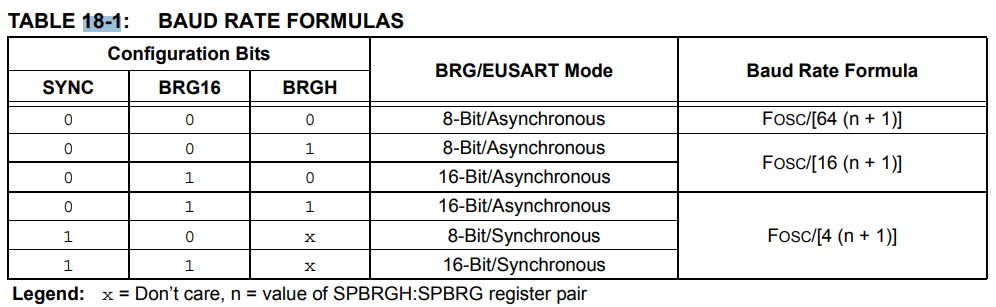 TABLE 18-1: BAUD RATE FORMULAS
Configuration Bits BRG/EUSART Mode Baud Rate Formula
SYNC BRG16 BRGH
0 0 0 8-Bit/Asynchronous FOSC/[64 (n + 1)]
0 0 1 8-Bit/Asynchronous FOSC/[16 (n + 1)]
0 1 0 16-Bit/Asynchronous
0 1 1 16-Bit/Asynchronous FOSC/[4 (n + 1)]
1 0 x 8-Bit/Synchronous
1 1 x 16-Bit/Synchronous
Legend: x = Don't care, n = value of SPBRGH:SPBRG register pair